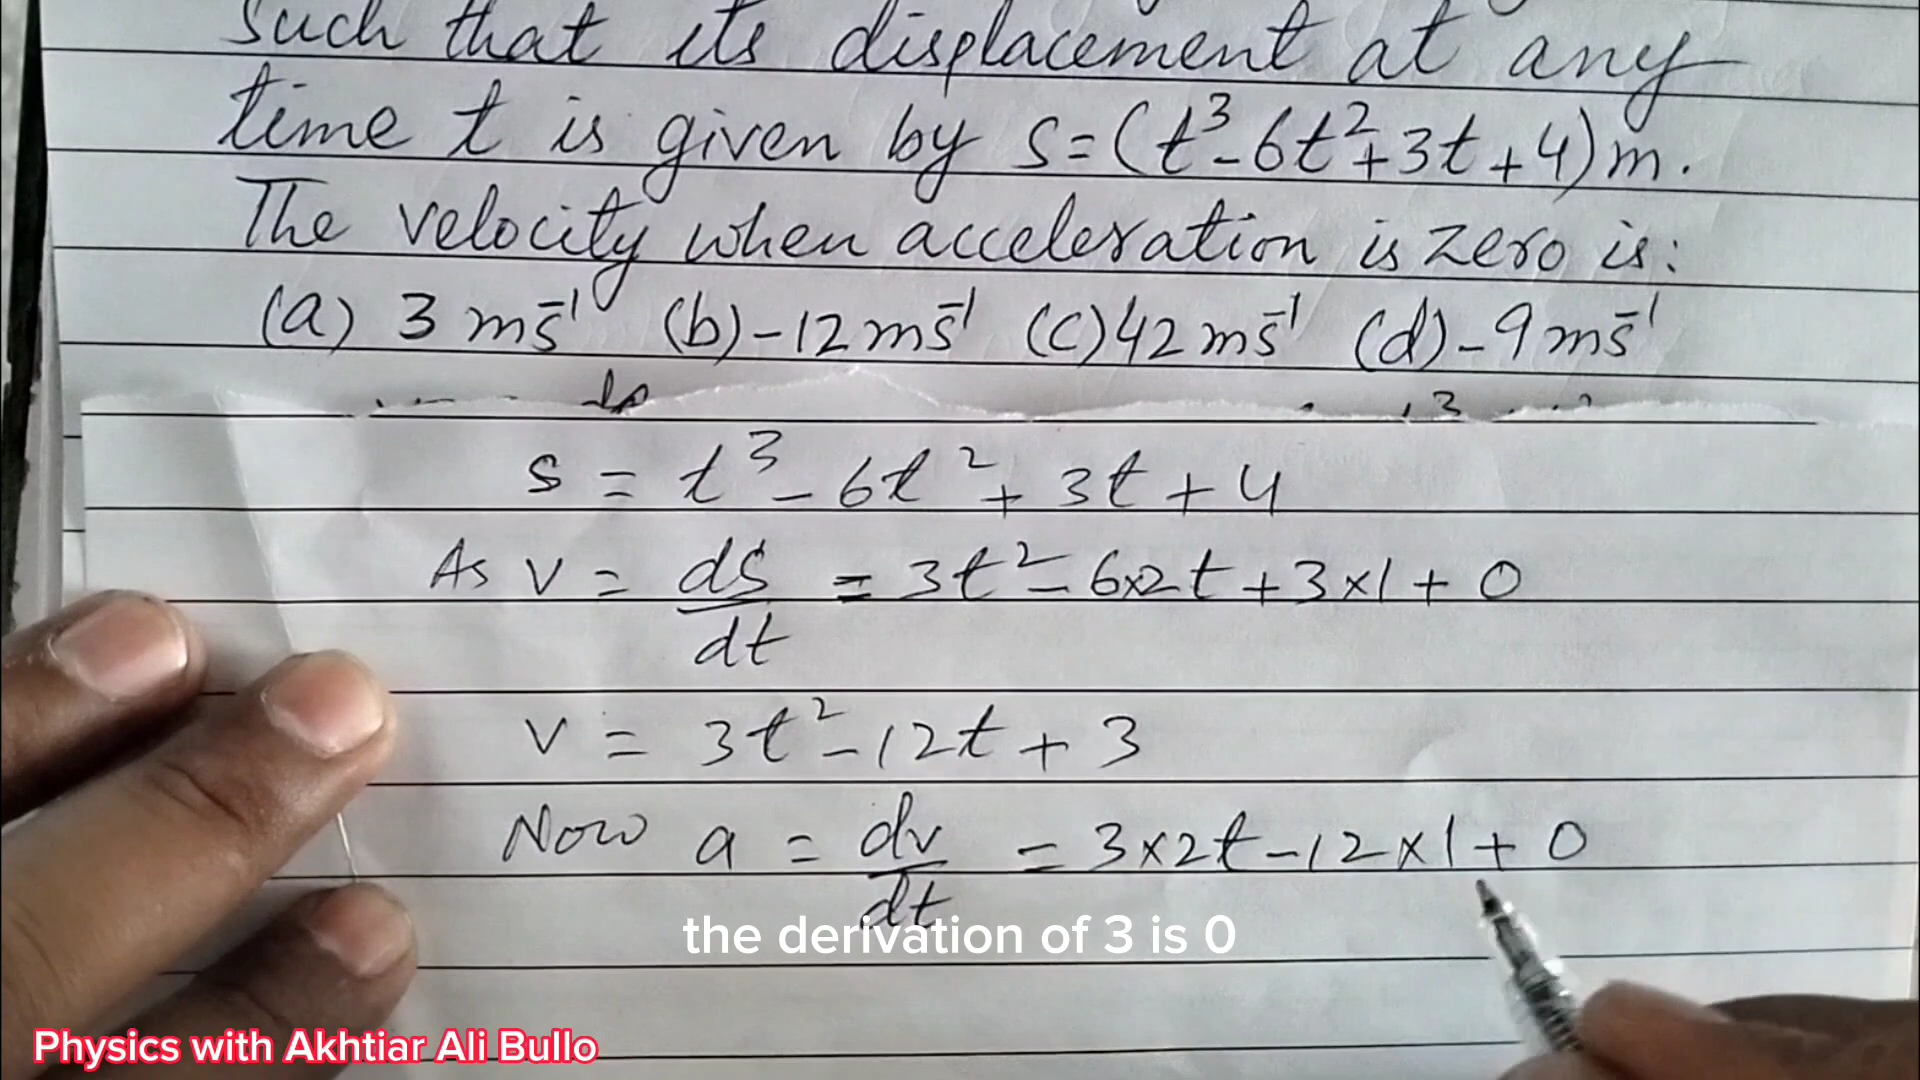 such that its displacement at any
time t is given by s=(t³-6t²+3t+4)m.
The velocity when acceleration is zero is:
(a) 3 ms⁻¹ (b) -12 ms⁻¹ (c) 42 ms⁻¹ (d) -9 ms⁻¹
s = t³ - 6t² + 3t + 4
As v = ds/dt = 3t² - 6×2t + 3×1 + 0
v = 3t² - 12t + 3
Now a = dv/dt = 3×2t - 12×1 + 0
the derivation of 3 is 0
Physics with Akhtiar Ali Bullo